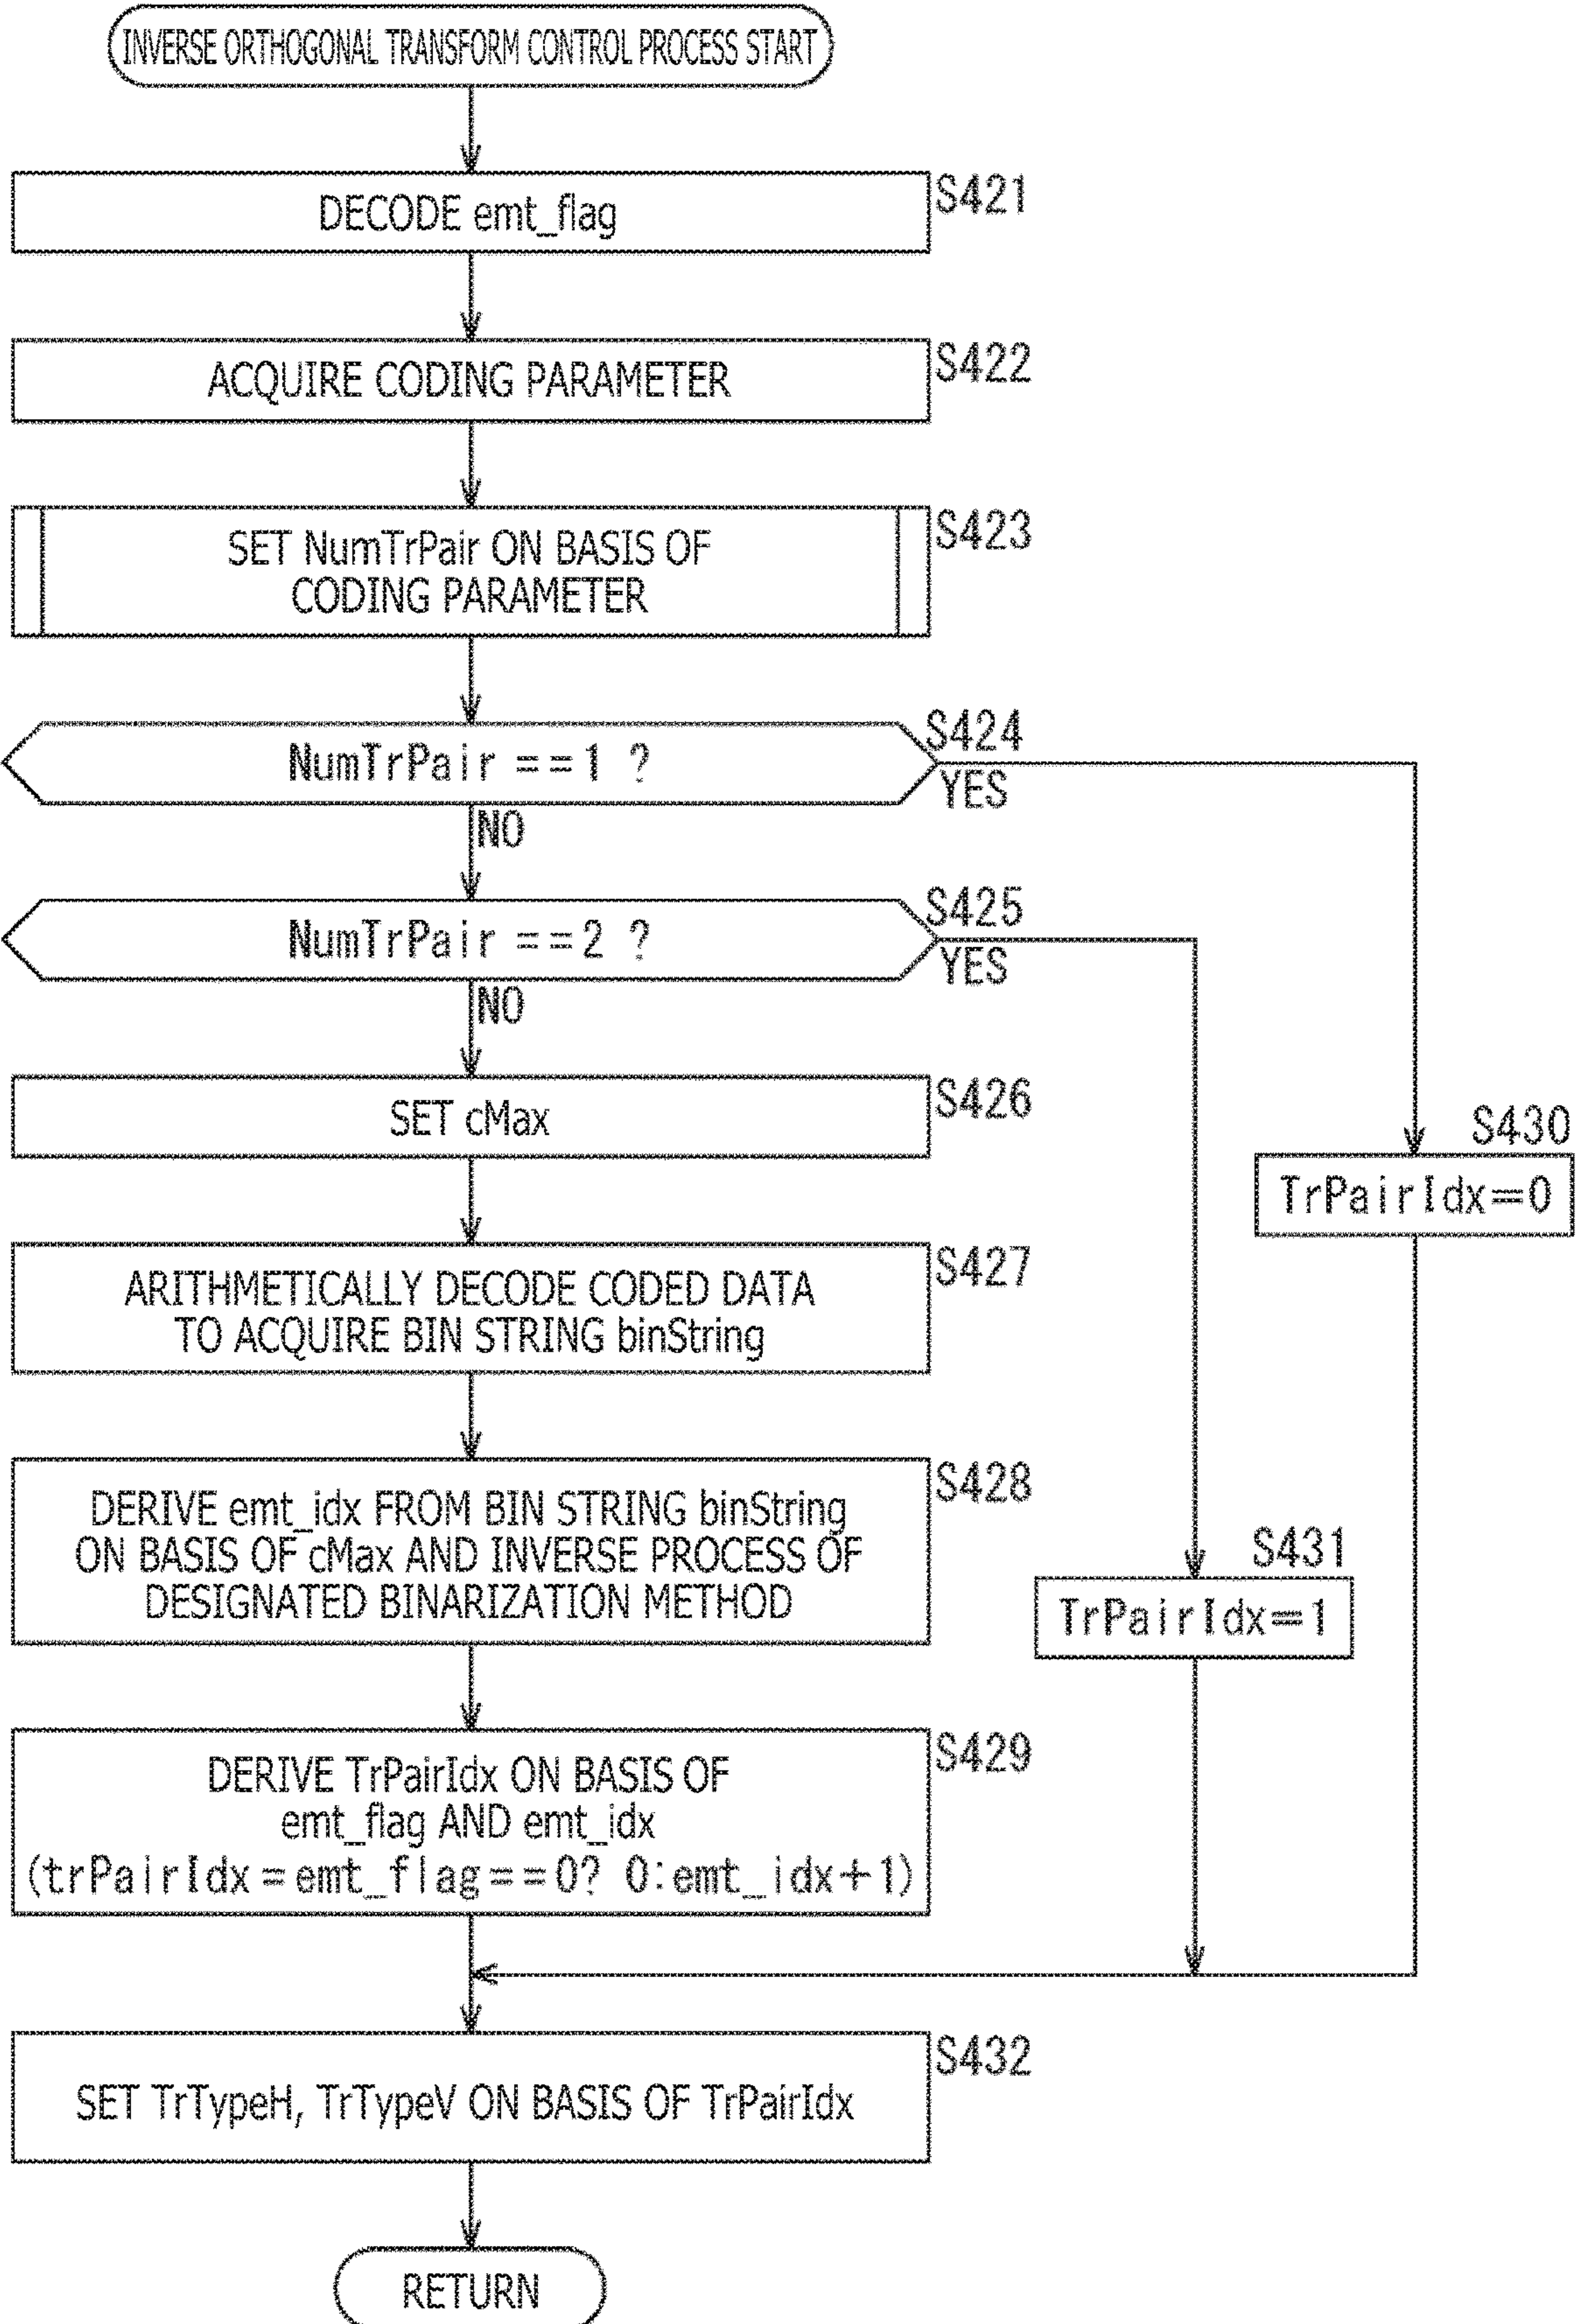 INVERSE ORTHOGONAL TRANSFORM CONTROL PROCESS START
DECODE emt_flag
S421
ACQUIRE CODING PARAMETER
S422
SET NumTrPair ON BASIS OF
CODING PARAMETER
S423
NumTrPair ==1 ?
S424
YES
NO
NumTrPair ==2 ?
S425
YES
NO
SET cMax
S426
S430
TrPairIdx=0
ARITHMETICALLY DECODE CODED DATA
TO ACQUIRE BIN STRING binString
S427
DERIVE emt_idx FROM BIN STRING binString
ON BASIS OF cMax AND INVERSE PROCESS OF
DESIGNATED BINARIZATION METHOD
S428
S431
TrPairIdx=1
DERIVE TrPairIdx ON BASIS OF
emt_flag AND emt_idx
(trPairIdx=emt_flag==0? 0:emt_idx+1)
S429
SET TrTypeH, TrTypeV ON BASIS OF TrPairIdx
S432
RETURN